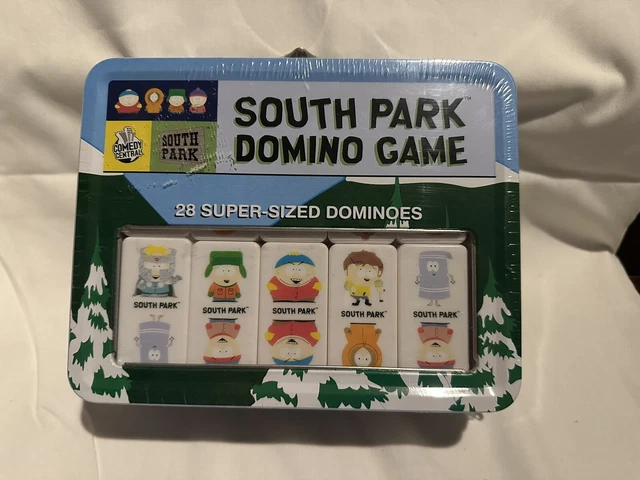 SOUTH PARK™
DOMINO GAME
COMEDY
CENTRAL
SOUTH
PARK
28 SUPER-SIZED DOMINOES
SOUTH PARK
SOUTH PARK
SOUTH PARK
SOUTH PARK
SOUTH PARK